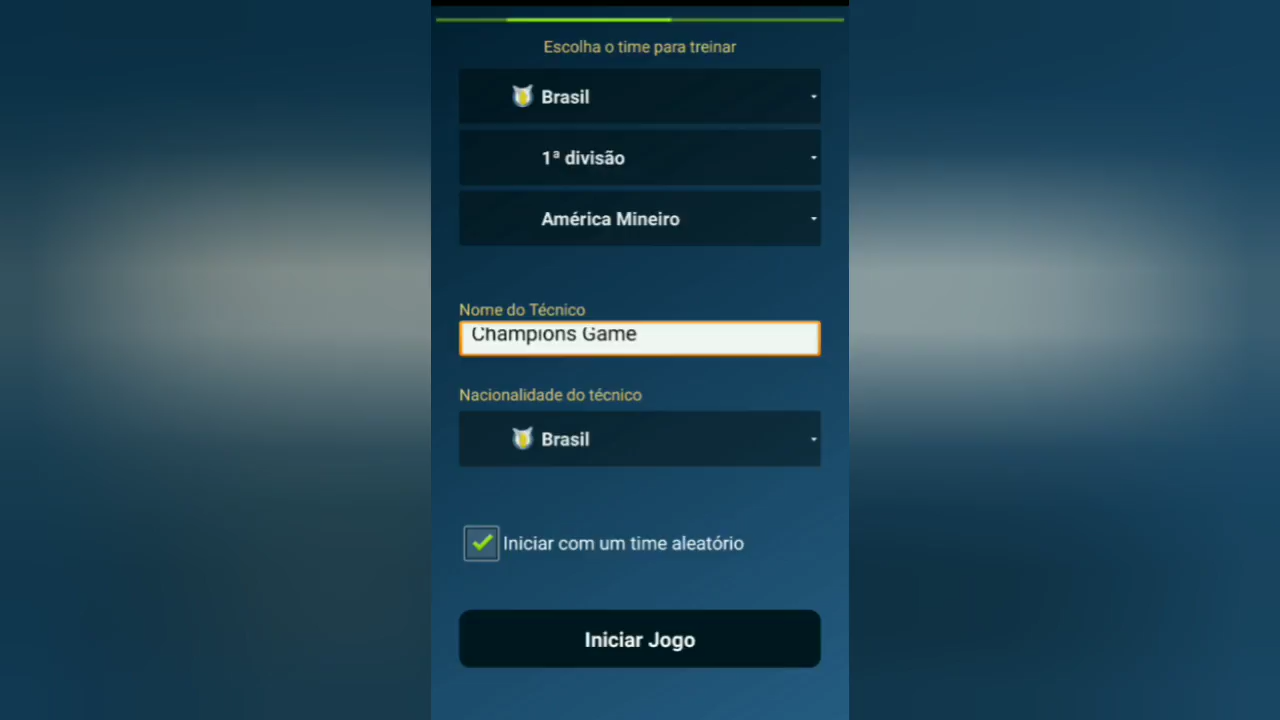 Escolha o time para treinar
Brasil
1ª divisão
América Mineiro
Nome do Técnico
Champions Game
Nacionalidade do técnico
Brasil
Iniciar com um time aleatório
Iniciar Jogo